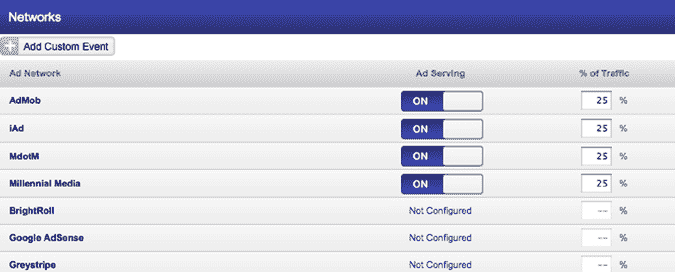 Networks
Add Custom Event
Ad Network Ad Serving % of Traffic
AdMob ON 25 %
iAd ON 25 %
MdotM ON 25 %
Millennial Media ON 25 %
BrightRoll Not Configured -- %
Google AdSense Not Configured -- %
Greystripe Not Configured -- %